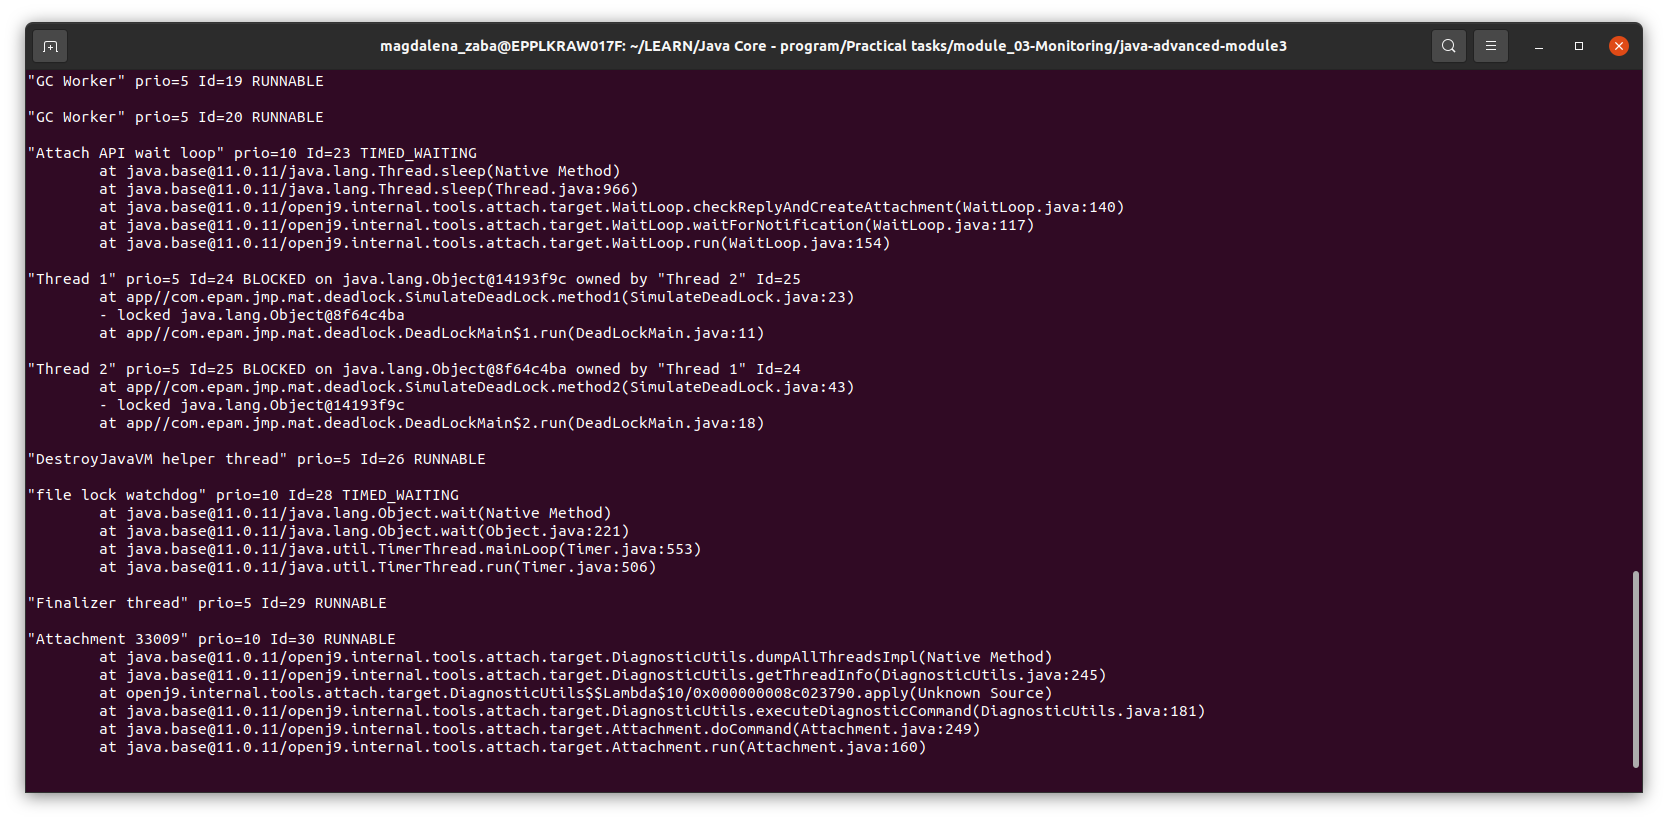 magdalena_zaba@EPPLKRAW017F: ~/LEARN/Java Core - program/Practical tasks/module_03-Monitoring/java-advanced-module3
"GC Worker" prio=5 Id=19 RUNNABLE
"GC Worker" prio=5 Id=20 RUNNABLE
"Attach API wait loop" prio=10 Id=23 TIMED_WAITING
at java.base@11.0.11/java.lang.Thread.sleep(Native Method)
at java.base@11.0.11/java.lang.Thread.sleep(Thread.java:966)
at java.base@11.0.11/openj9.internal.tools.attach.target.WaitLoop.checkReplyAndCreateAttachment(WaitLoop.java:140)
at java.base@11.0.11/openj9.internal.tools.attach.target.WaitLoop.waitForNotification(WaitLoop.java:117)
at java.base@11.0.11/openj9.internal.tools.attach.target.WaitLoop.run(WaitLoop.java:154)
"Thread 1" prio=5 Id=24 BLOCKED on java.lang.Object@14193f9c owned by "Thread 2" Id=25
at app//com.epam.jmp.mat.deadlock.SimulateDeadLock.method1(SimulateDeadLock.java:23)
- locked java.lang.Object@8f64c4ba
at app//com.epam.jmp.mat.deadlock.DeadLockMain$1.run(DeadLockMain.java:11)
"Thread 2" prio=5 Id=25 BLOCKED on java.lang.Object@8f64c4ba owned by "Thread 1" Id=24
at app//com.epam.jmp.mat.deadlock.SimulateDeadLock.method2(SimulateDeadLock.java:43)
- locked java.lang.Object@14193f9c
at app//com.epam.jmp.mat.deadlock.DeadLockMain$2.run(DeadLockMain.java:18)
"DestroyJavaVM helper thread" prio=5 Id=26 RUNNABLE
"file lock watchdog" prio=10 Id=28 TIMED_WAITING
at java.base@11.0.11/java.lang.Object.wait(Native Method)
at java.base@11.0.11/java.lang.Object.wait(Object.java:221)
at java.base@11.0.11/java.util.TimerThread.mainLoop(Timer.java:553)
at java.base@11.0.11/java.util.TimerThread.run(Timer.java:506)
"Finalizer thread" prio=5 Id=29 RUNNABLE
"Attachment 33009" prio=10 Id=30 RUNNABLE
at java.base@11.0.11/openj9.internal.tools.attach.target.DiagnosticUtils.dumpAllThreadsImpl(Native Method)
at java.base@11.0.11/openj9.internal.tools.attach.target.DiagnosticUtils.getThreadInfo(DiagnosticUtils.java:245)
at openj9.internal.tools.attach.target.DiagnosticUtils$$Lambda$10/0x000000008c023790.apply(Unknown Source)
at java.base@11.0.11/openj9.internal.tools.attach.target.DiagnosticUtils.executeDiagnosticCommand(DiagnosticUtils.java:181)
at java.base@11.0.11/openj9.internal.tools.attach.target.Attachment.doCommand(Attachment.java:249)
at java.base@11.0.11/openj9.internal.tools.attach.target.Attachment.run(Attachment.java:160)